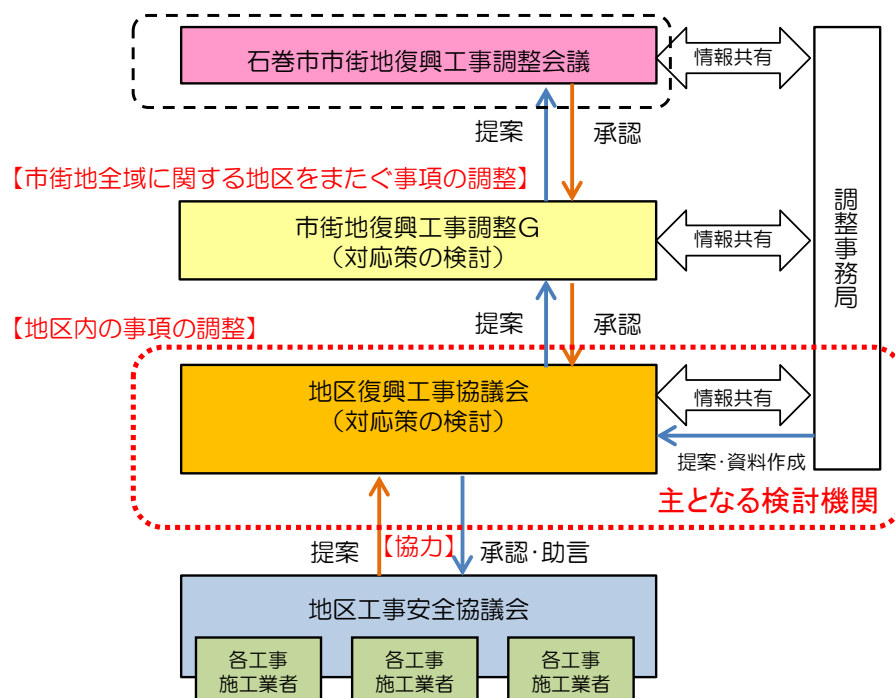 石巻市市街地復興工事調整会議
情報共有
提案
承認
【市街地全域に関する地区をまたぐ事項の調整】
市街地復興工事調整G
（対応策の検討）
情報共有
調整事務局
提案
承認
【地区内の事項の調整】
地区復興工事協議会
（対応策の検討）
情報共有
提案・資料作成
主となる検討機関
提案
【協力】
承認・助言
地区工事安全協議会
各工事
施工業者
各工事
施工業者
各工事
施工業者